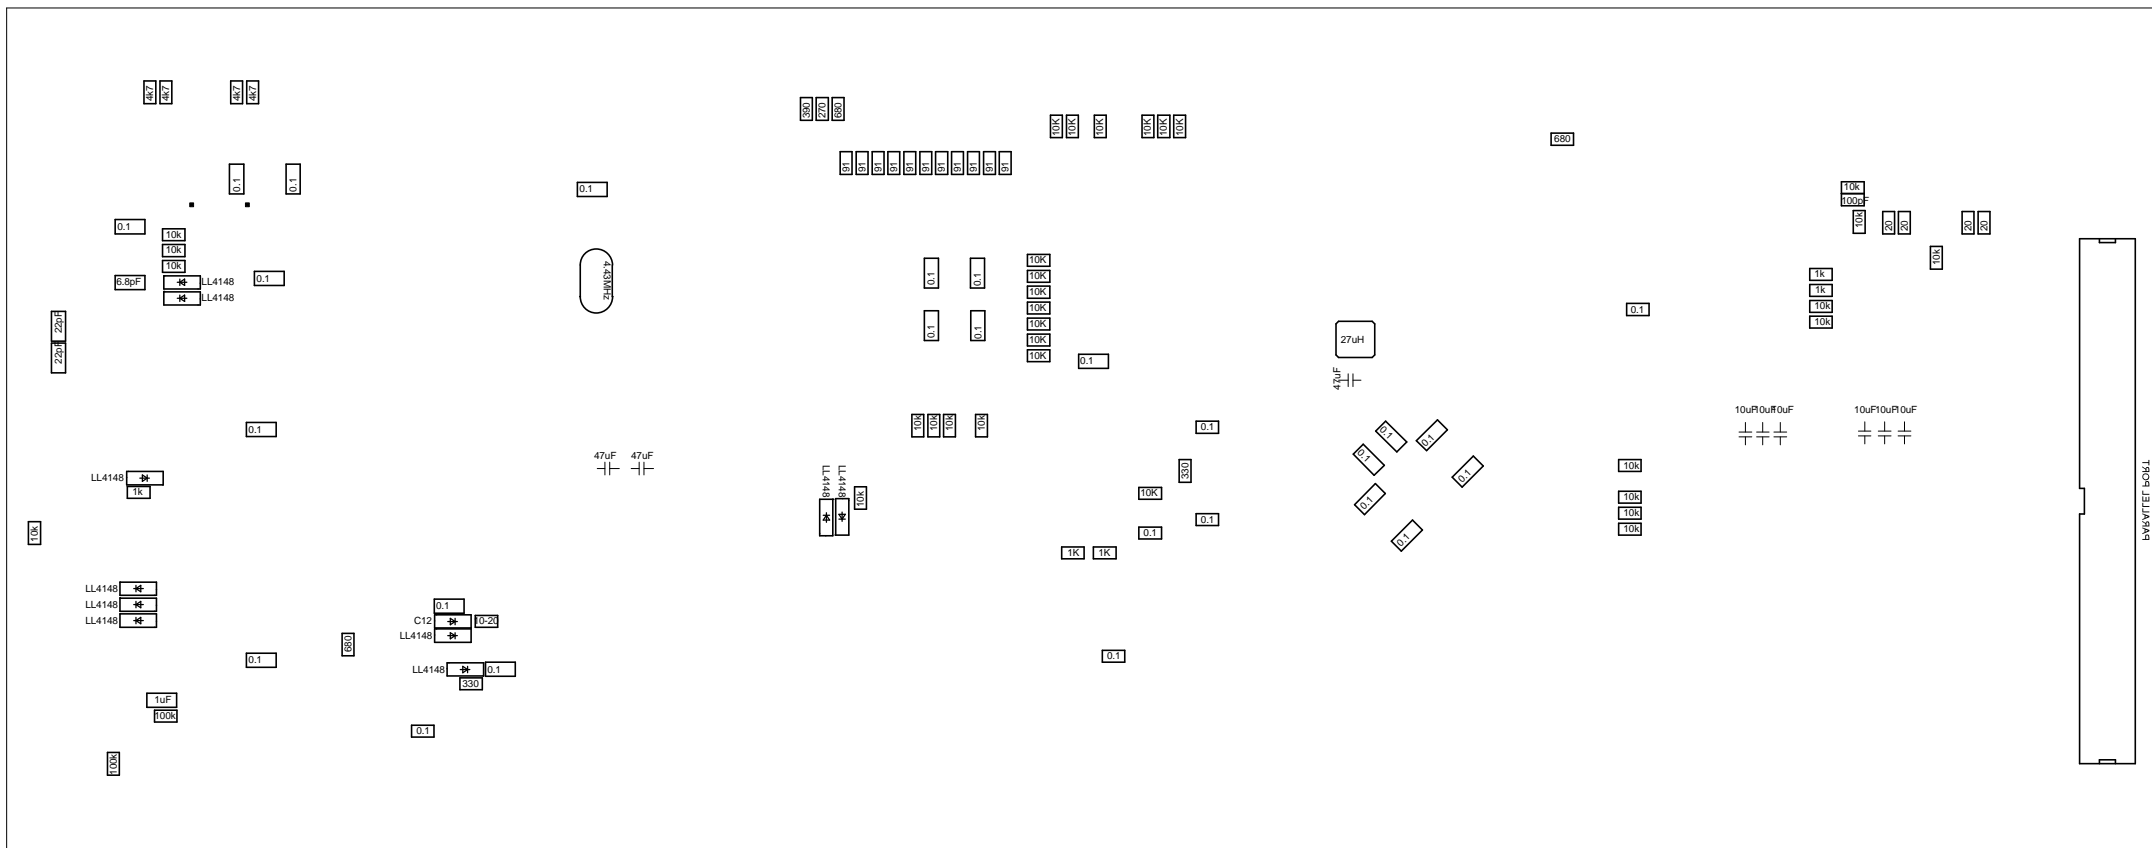 4k7
4k7
4k7
4k7
390
270
680
10K
10K
10K
10K
10K
10K
680
91
91
91
91
91
91
91
91
91
91
91
0.1
0.1
0.1
10k
100pF
10k
20
20
20
20
0.1
10k
10k
10k
10k
6.8pF
LL4148
LL4148
0.1
4.43MHz
0.1
0.1
0.1
0.1
10K
10K
10K
10K
10K
10K
10K
0.1
1k
1k
10k
10k
0.1
22pF
22pF
27uH
47uF
10uF
10uF
10uF
10uF
10uF
10uF
0.1
10k
10k
10k
10k
0.1
0.1
0.1
0.1
0.1
0.1
0.1
47uF
47uF
LL4148
1k
LL4148
LL4148
10k
330
10K
0.1
0.1
10k
10k
10k
10k
PARALLEL PORT
10k
1K
1K
LL4148
LL4148
LL4148
0.1
C12
10-20
LL4148
680
0.1
LL4148
0.1
330
0.1
1uF
100k
0.1
100k